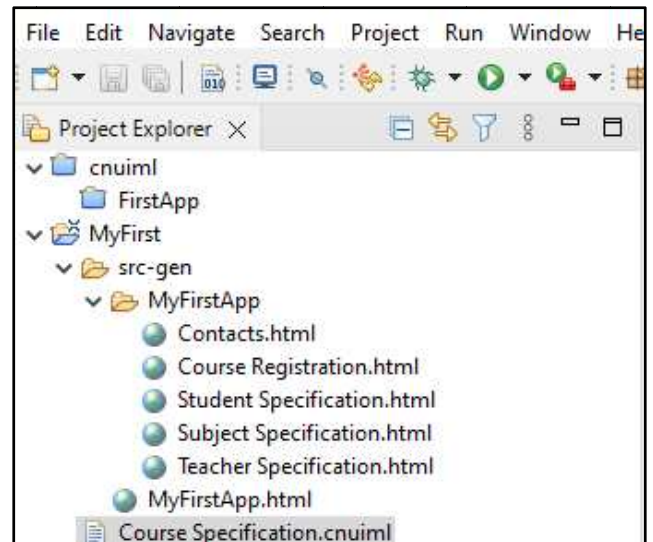 File Edit Navigate Search Project Run Window He
010
Project Explorer
cnuiml
FirstApp
MyFirst
src-gen
MyFirstApp
Contacts.html
Course Registration.html
Student Specification.html
Subject Specification.html
Teacher Specification.html
MyFirstApp.html
Course Specification.cnuiml